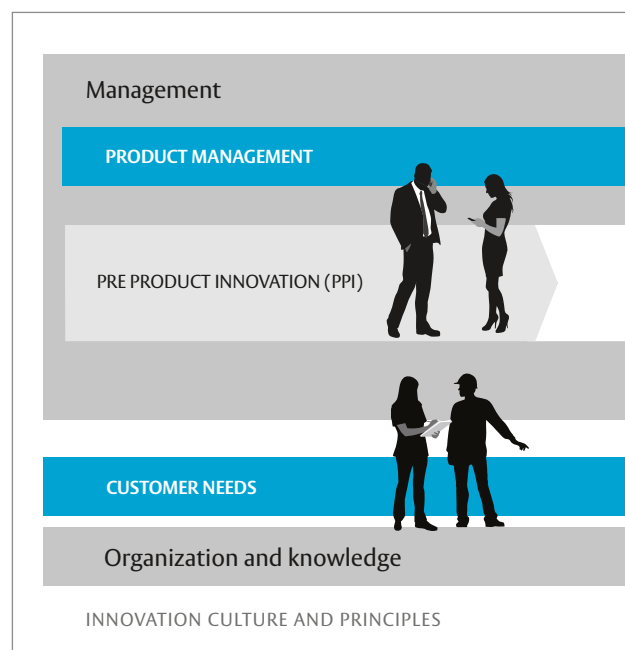 Management
PRODUCT MANAGEMENT
PRE PRODUCT INNOVATION (PPI)
CUSTOMER NEEDS
Organization and knowledge
INNOVATION CULTURE AND PRINCIPLES